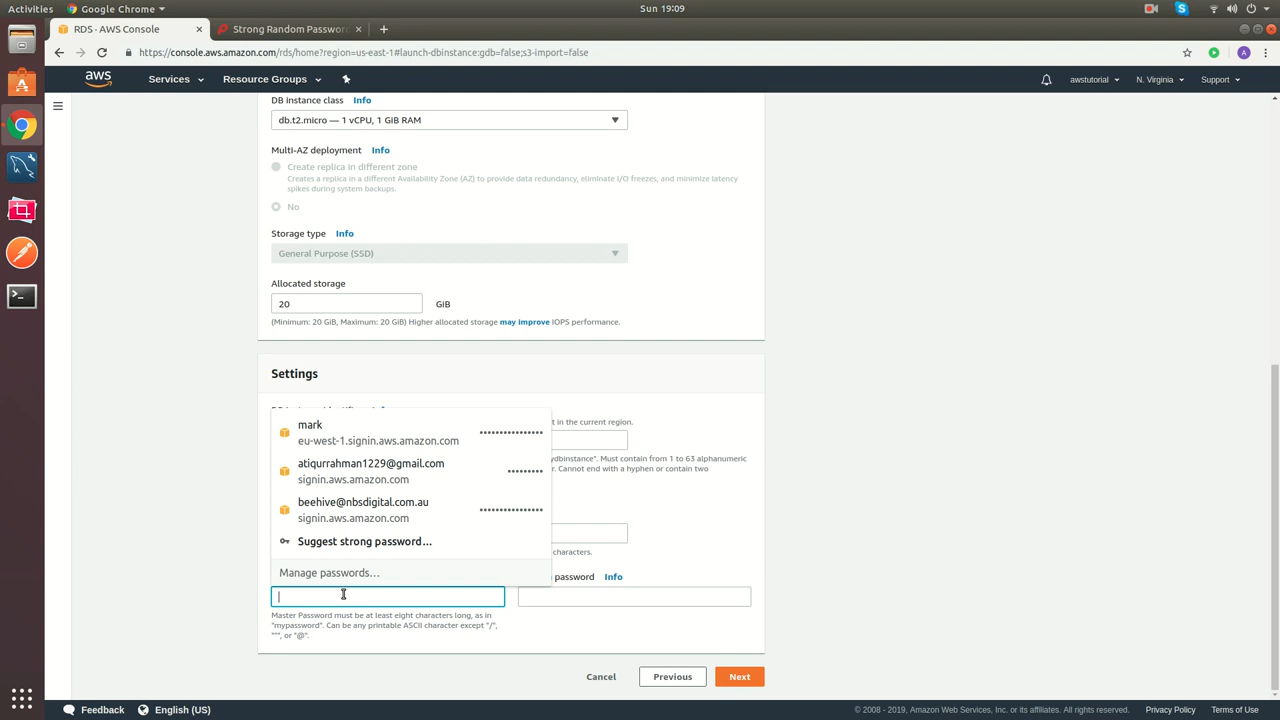 Activities
Google Chrome
Sun 19:09
RDS · AWS Console
Strong Random Passwor
https://console.aws.amazon.com/rds/home?region=us-east-1#launch-dbinstance:gdb=false;s3-import=false
A
aws
Services
Resource Groups
awstutorial
N. Virginia
Support
DB instance class Info
db.t2.micro — 1 vCPU, 1 GiB RAM
Multi-AZ deployment Info
Create replica in different zone
Creates a replica in a different Availability Zone (AZ) to provide data redundancy, eliminate I/O freezes, and minimize latency
spikes during system backups.
No
Storage type Info
General Purpose (SSD)
Allocated storage
20
GiB
(Minimum: 20 GiB, Maximum: 20 GiB) Higher allocated storage may improve IOPS performance.
Settings
t in the current region.
mark
eu-west-1.signin.aws.amazon.com
••••••••••••••••
ydbinstance". Must contain from 1 to 63 alphanumeric
r. Cannot end with a hyphen or contain two
atiqurrahman1229@gmail.com
signin.aws.amazon.com
•••••••••
beehive@nbsdigital.com.au
signin.aws.amazon.com
••••••••••••••••
Suggest strong password...
characters.
Manage passwords...
password Info
Master Password must be at least eight characters long, as in
"mypassword". Can be any printable ASCII character except "/",
""", or "@".
Cancel
Previous
Next
Feedback
English (US)
© 2008 - 2019, Amazon Web Services, Inc. or its affiliates. All rights reserved.
Privacy Policy
Terms of Use